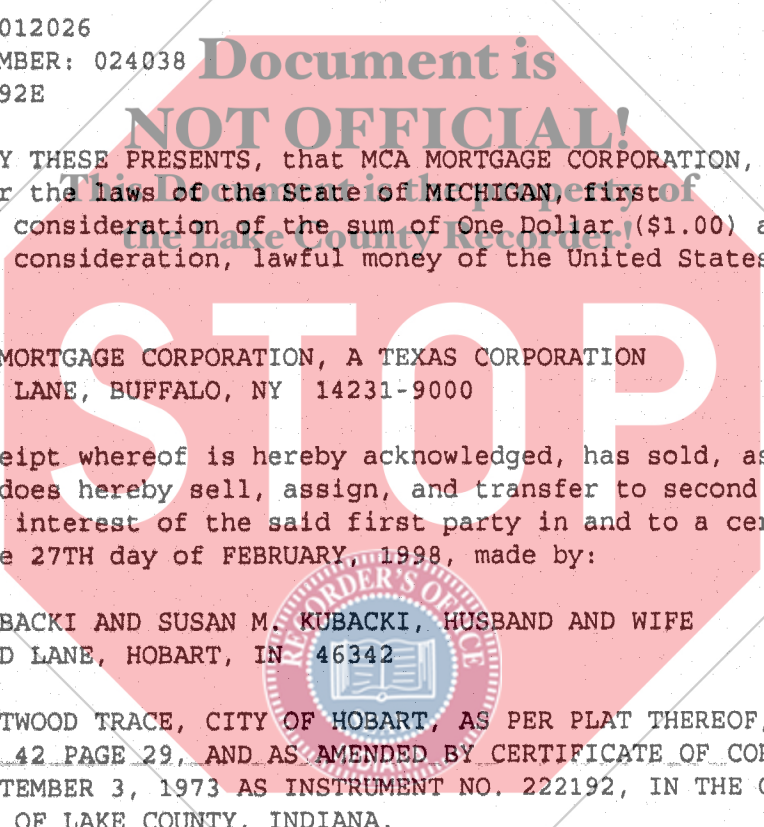 012026
MBER: 024038
92E
Document is
NOT OFFICIAL!
This Document is the property of
the Lake County Recorder!
Y THESE PRESENTS, that MCA MORTGAGE CORPORATION,
r the laws of the State of MICHIGAN, first
consideration of the sum of One Dollar ($1.00) a
consideration, lawful money of the United States
STOP
MORTGAGE CORPORATION, A TEXAS CORPORATION
LANE, BUFFALO, NY 14231-9000
eipt whereof is hereby acknowledged, has sold, as
does hereby sell, assign, and transfer to second
interest of the said first party in and to a cer
e 27TH day of FEBRUARY, 1998, made by:
RECORDER'S OFFICE
BACKI AND SUSAN M. KUBACKI, HUSBAND AND WIFE
D LANE, HOBART, IN 46342
TWOOD TRACE, CITY OF HOBART, AS PER PLAT THEREOF,
42 PAGE 29, AND AS AMENDED BY CERTIFICATE OF COR
TEMBER 3, 1973 AS INSTRUMENT NO. 222192, IN THE O
OF LAKE COUNTY, INDIANA.